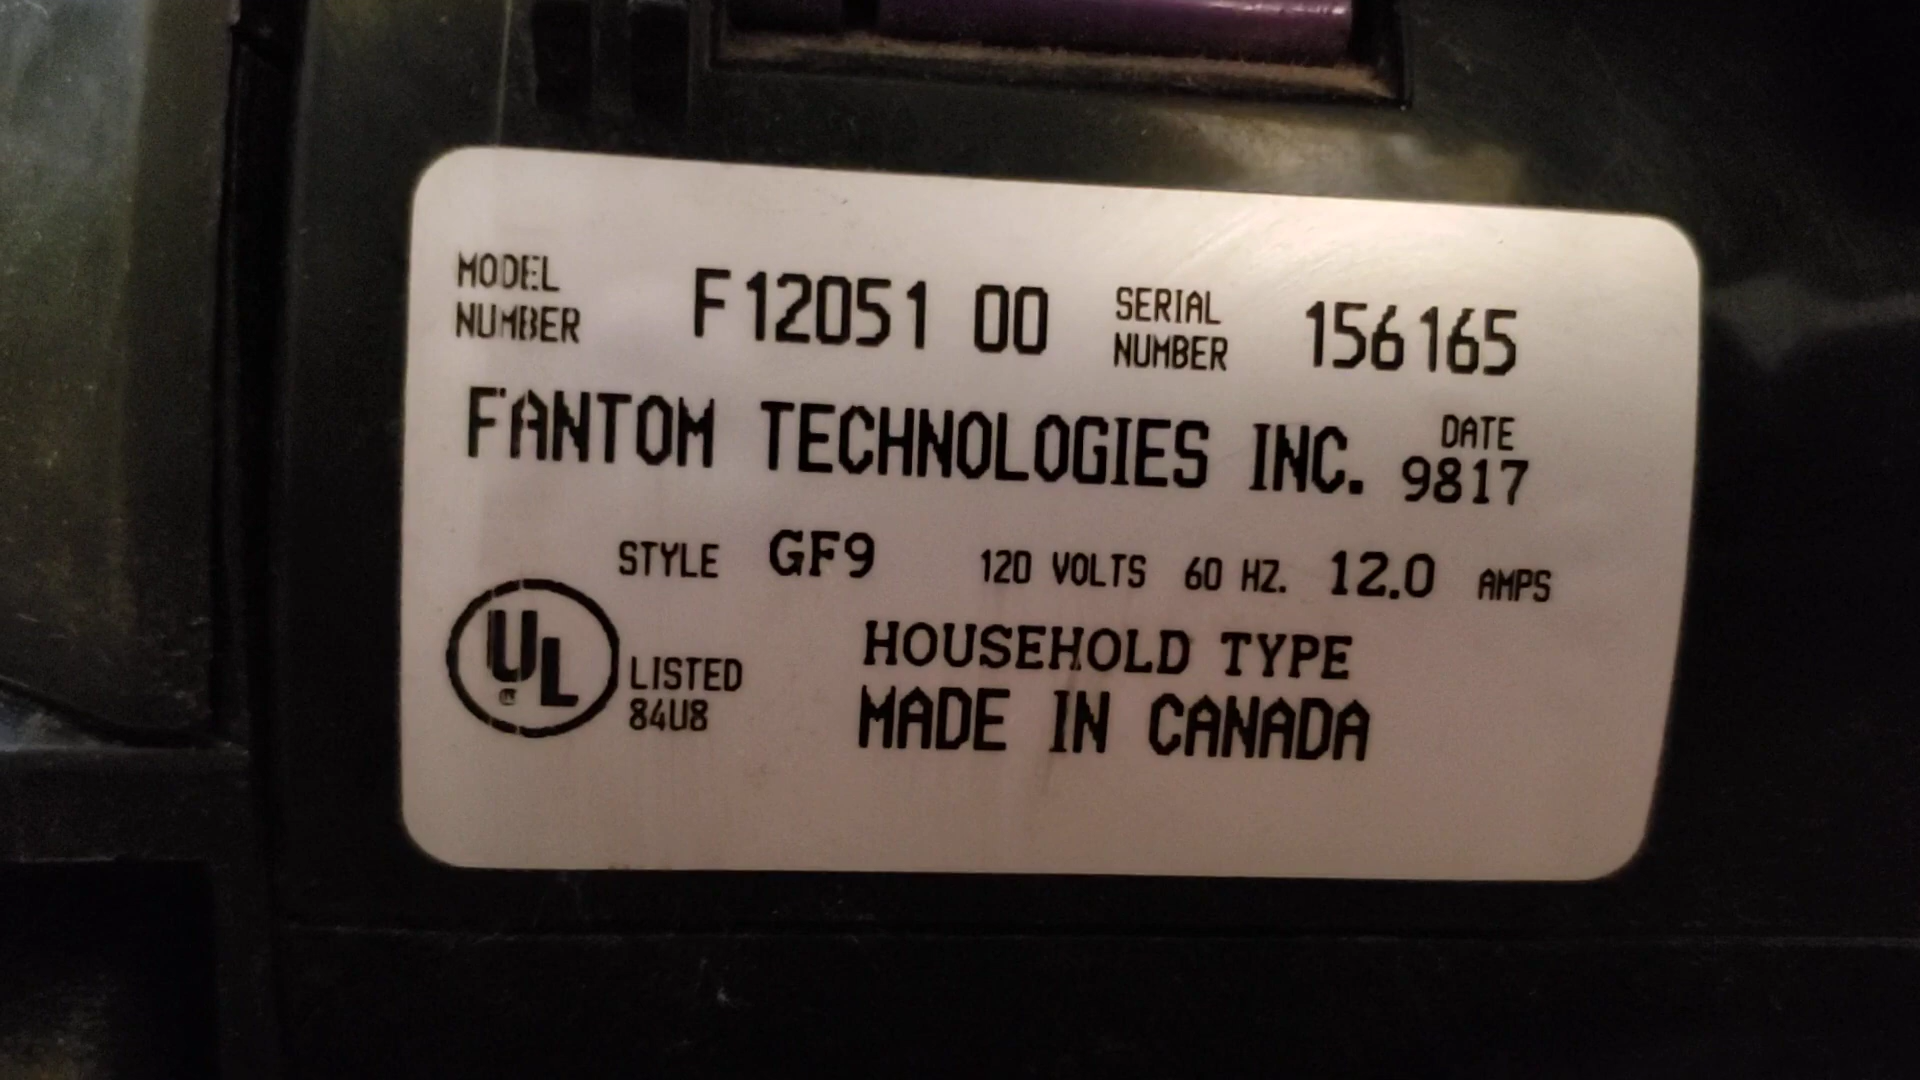 MODEL NUMBER F12051 00 SERIAL NUMBER 156165
FANTOM TECHNOLOGIES INC. DATE 9817
STYLE GF9 120 VOLTS 60 HZ. 12.0 AMPS
UL LISTED 84U8
HOUSEHOLD TYPE
MADE IN CANADA